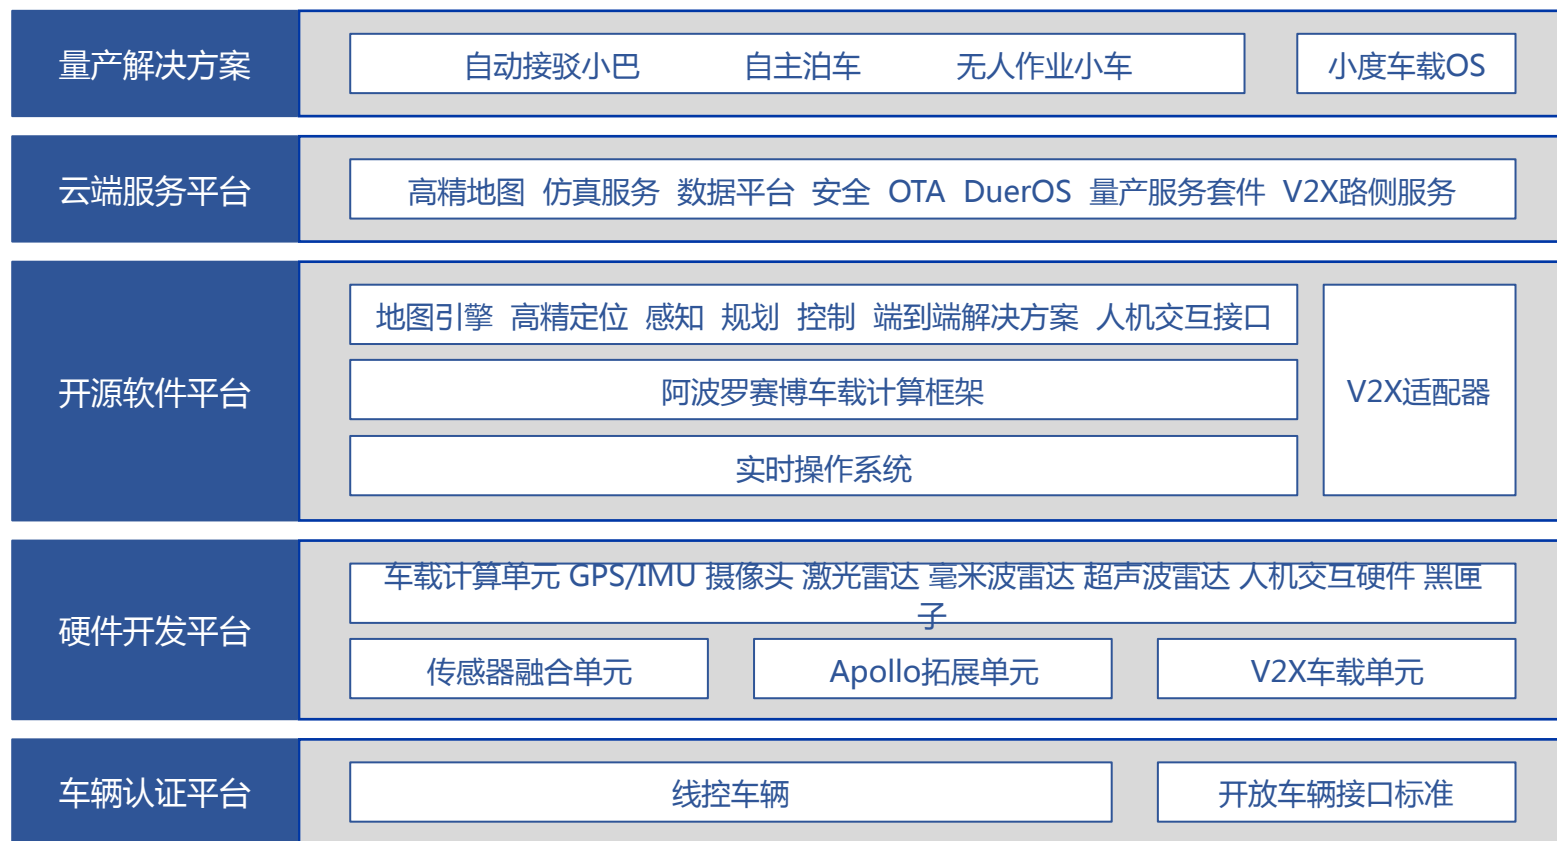 量产解决方案
自动接驳小巴 自主泊车 无人作业小车
小度车载OS
云端服务平台
高精地图 仿真服务 数据平台 安全 OTA DuerOS 量产服务套件 V2X路侧服务
开源软件平台
地图引擎 高精定位 感知 规划 控制 端到端解决方案 人机交互接口
阿波罗赛博车载计算框架
实时操作系统
V2X适配器
硬件开发平台
车载计算单元 GPS/IMU 摄像头 激光雷达 毫米波雷达 超声波雷达 人机交互硬件 黑匣
子
传感器融合单元
Apollo拓展单元
V2X车载单元
车辆认证平台
线控车辆
开放车辆接口标准